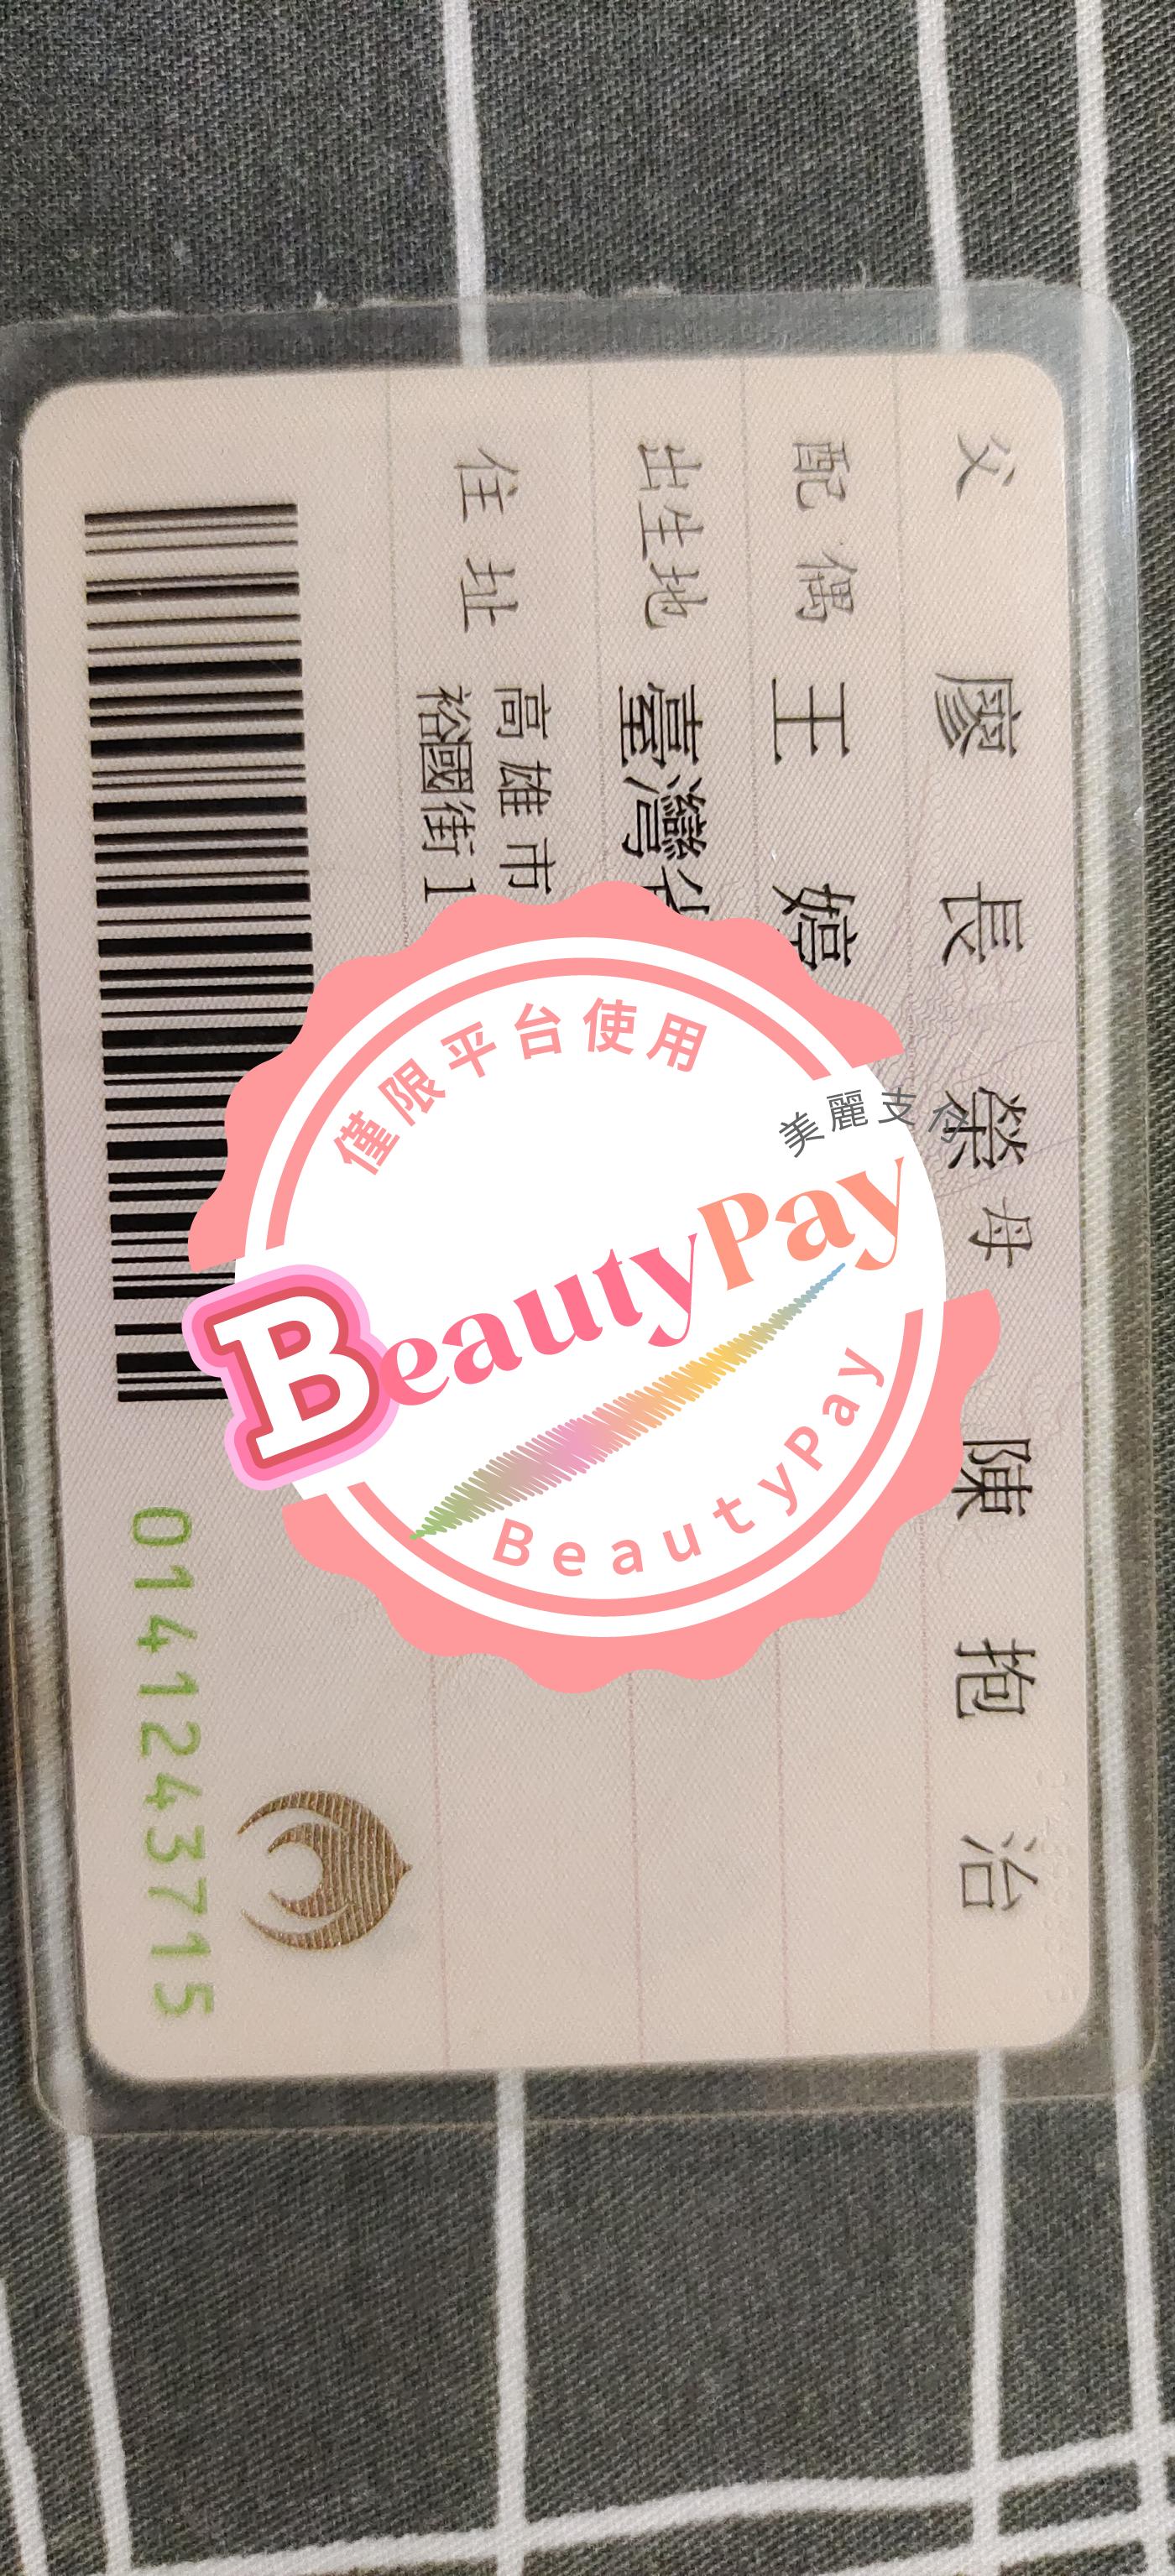 父 廖長榮 母 陳抱治
配偶 王婷
出生地 臺灣省
住址 高雄市
裕國街1
0141243715
僅限平台使用
美麗支付
BeautyPay
BeautyPay